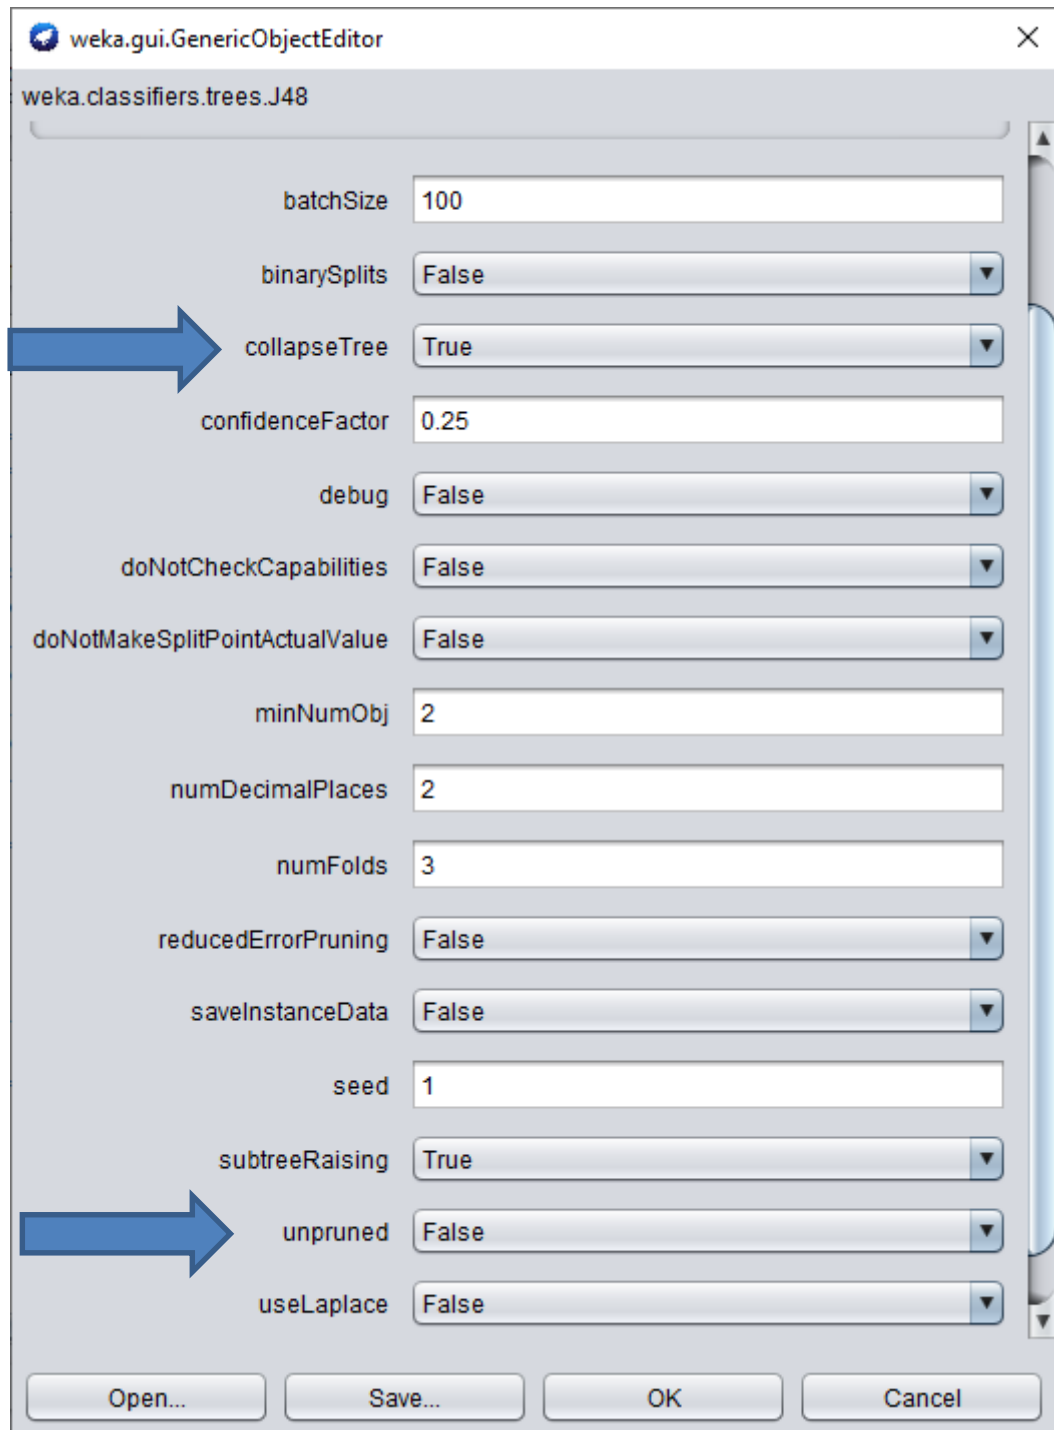 weka.gui.GenericObjectEditor
weka.classifiers.trees.J48
batchSize 100
binarySplits False
collapseTree True
confidenceFactor 0.25
debug False
doNotCheckCapabilities False
doNotMakeSplitPointActualValue False
minNumObj 2
numDecimalPlaces 2
numFolds 3
reducedErrorPruning False
saveInstanceData False
seed 1
subtreeRaising True
unpruned False
useLaplace False
Open... Save... OK Cancel